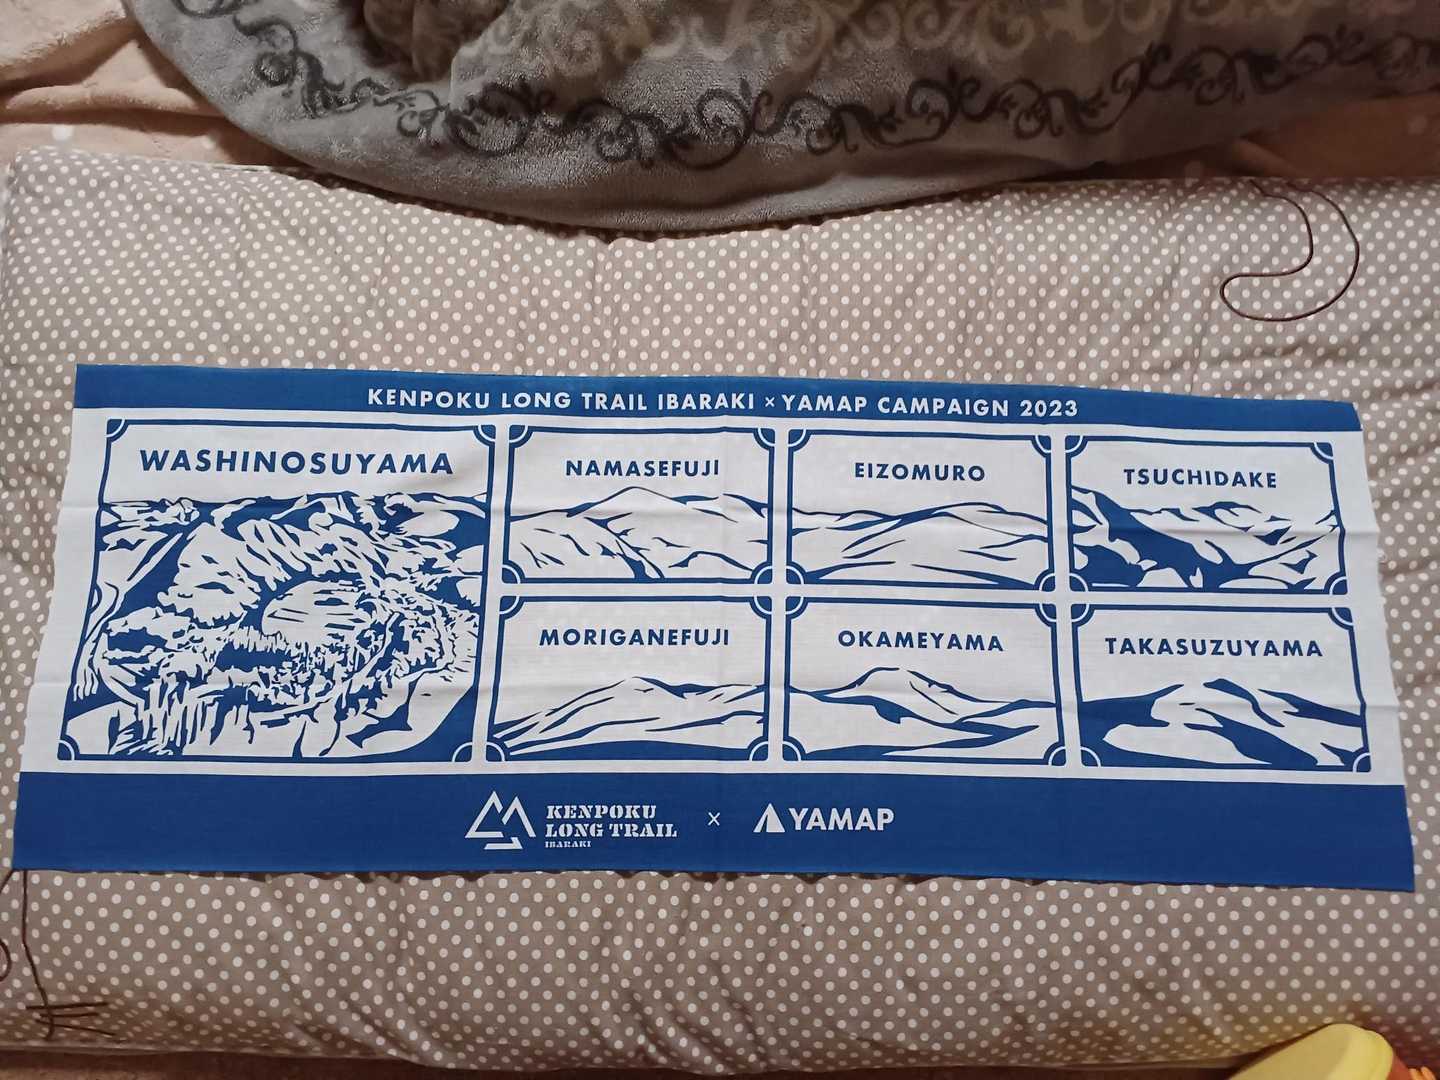 KENPOKU LONG TRAIL IBARAKI × YAMAP CAMPAIGN 2023
WASHINOSUYAMA
NAMASEFUJI
EIZOMURO
TSUCHIDAKE
MORIGANEFUJI
OKAMEYAMA
TAKASUZUYAMA
KENPOKU
LONG TRAIL
IBARAKI
×
YAMAP